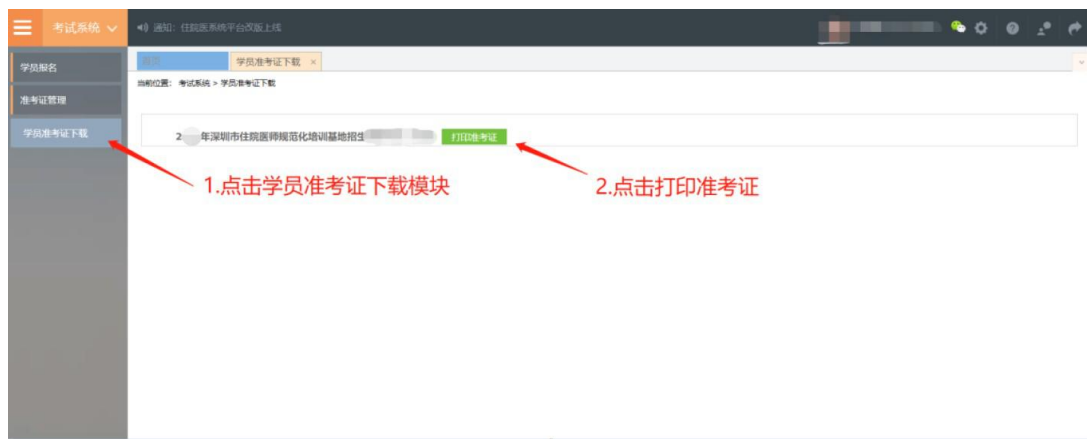 考试系统
通知：住院医系统平台改版上线
学员报名
首页
学员准考证下载 ×
当前位置： 考试系统 > 学员准考证下载
准考证管理
学员准考证下载
2 年深圳市住院医师规范化培训基地招生
打印准考证
1.点击学员准考证下载模块
2.点击打印准考证